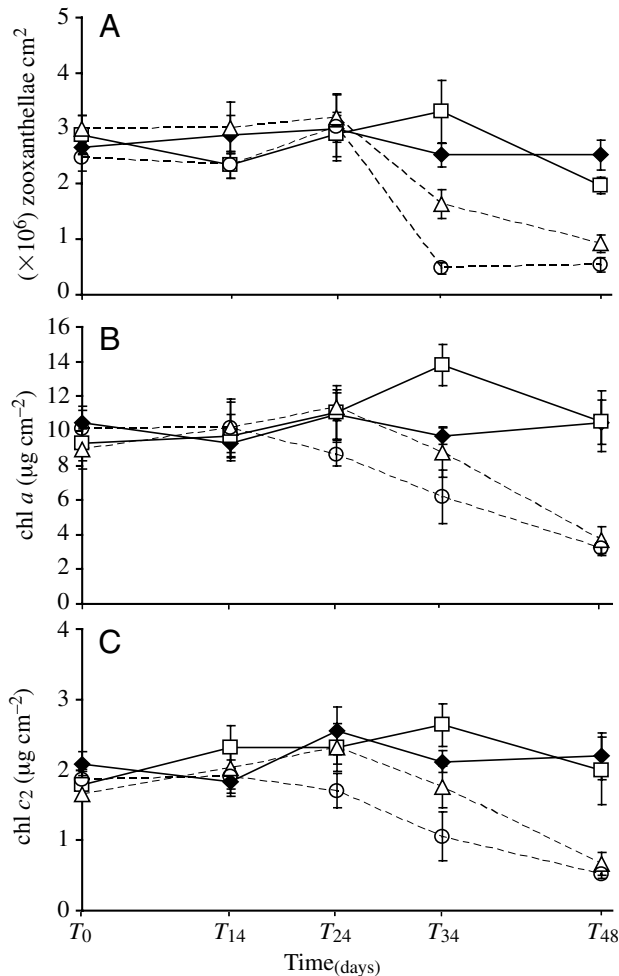 A
(×10⁶) zooxanthellae cm²
5
4
3
2
1
0
B
chl a (µg cm⁻²)
16
14
12
10
8
6
4
2
0
C
chl c₂ (µg cm⁻²)
4
3
2
1
0
T₀ T₁₄ T₂₄ T₃₄ T₄₈
Time(days)